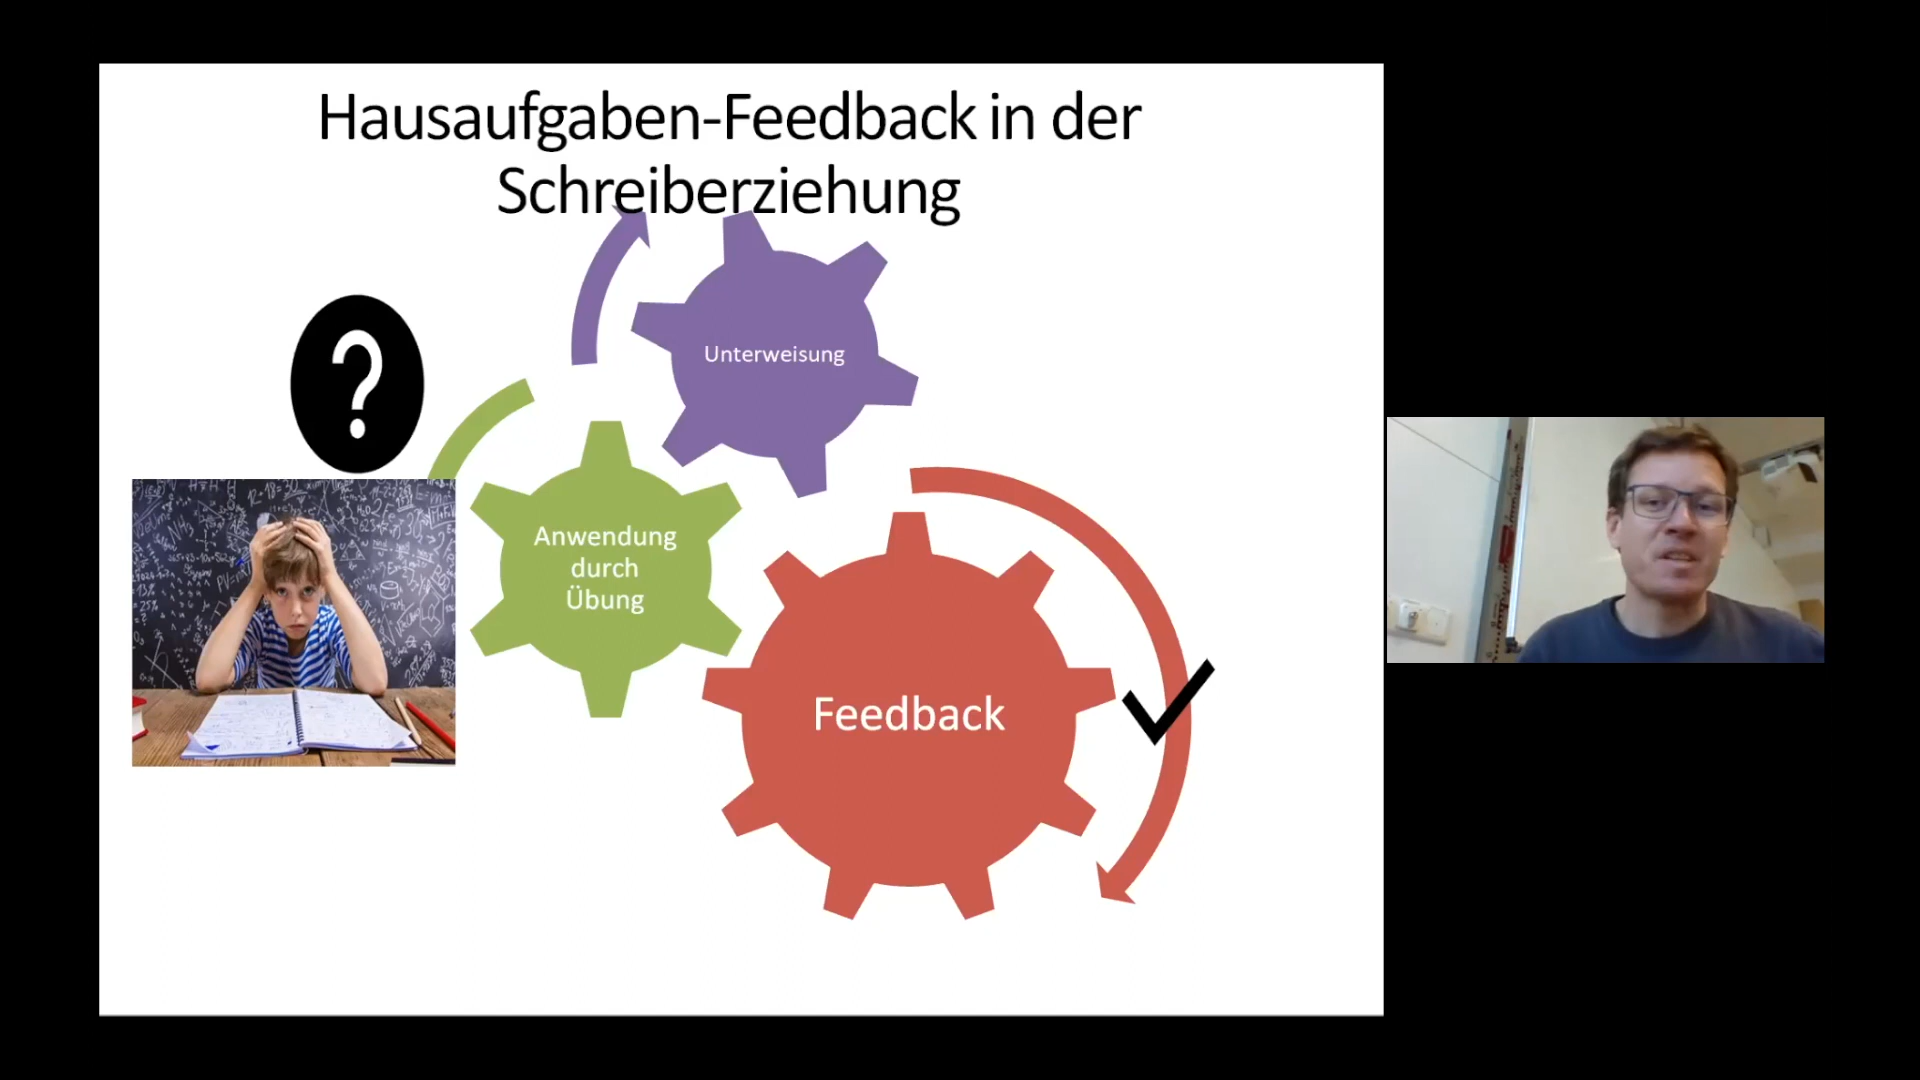 Hausaufgaben-Feedback in der
Schreiberziehung
?
Unterweisung
Anwendung
durch
Übung
Feedback